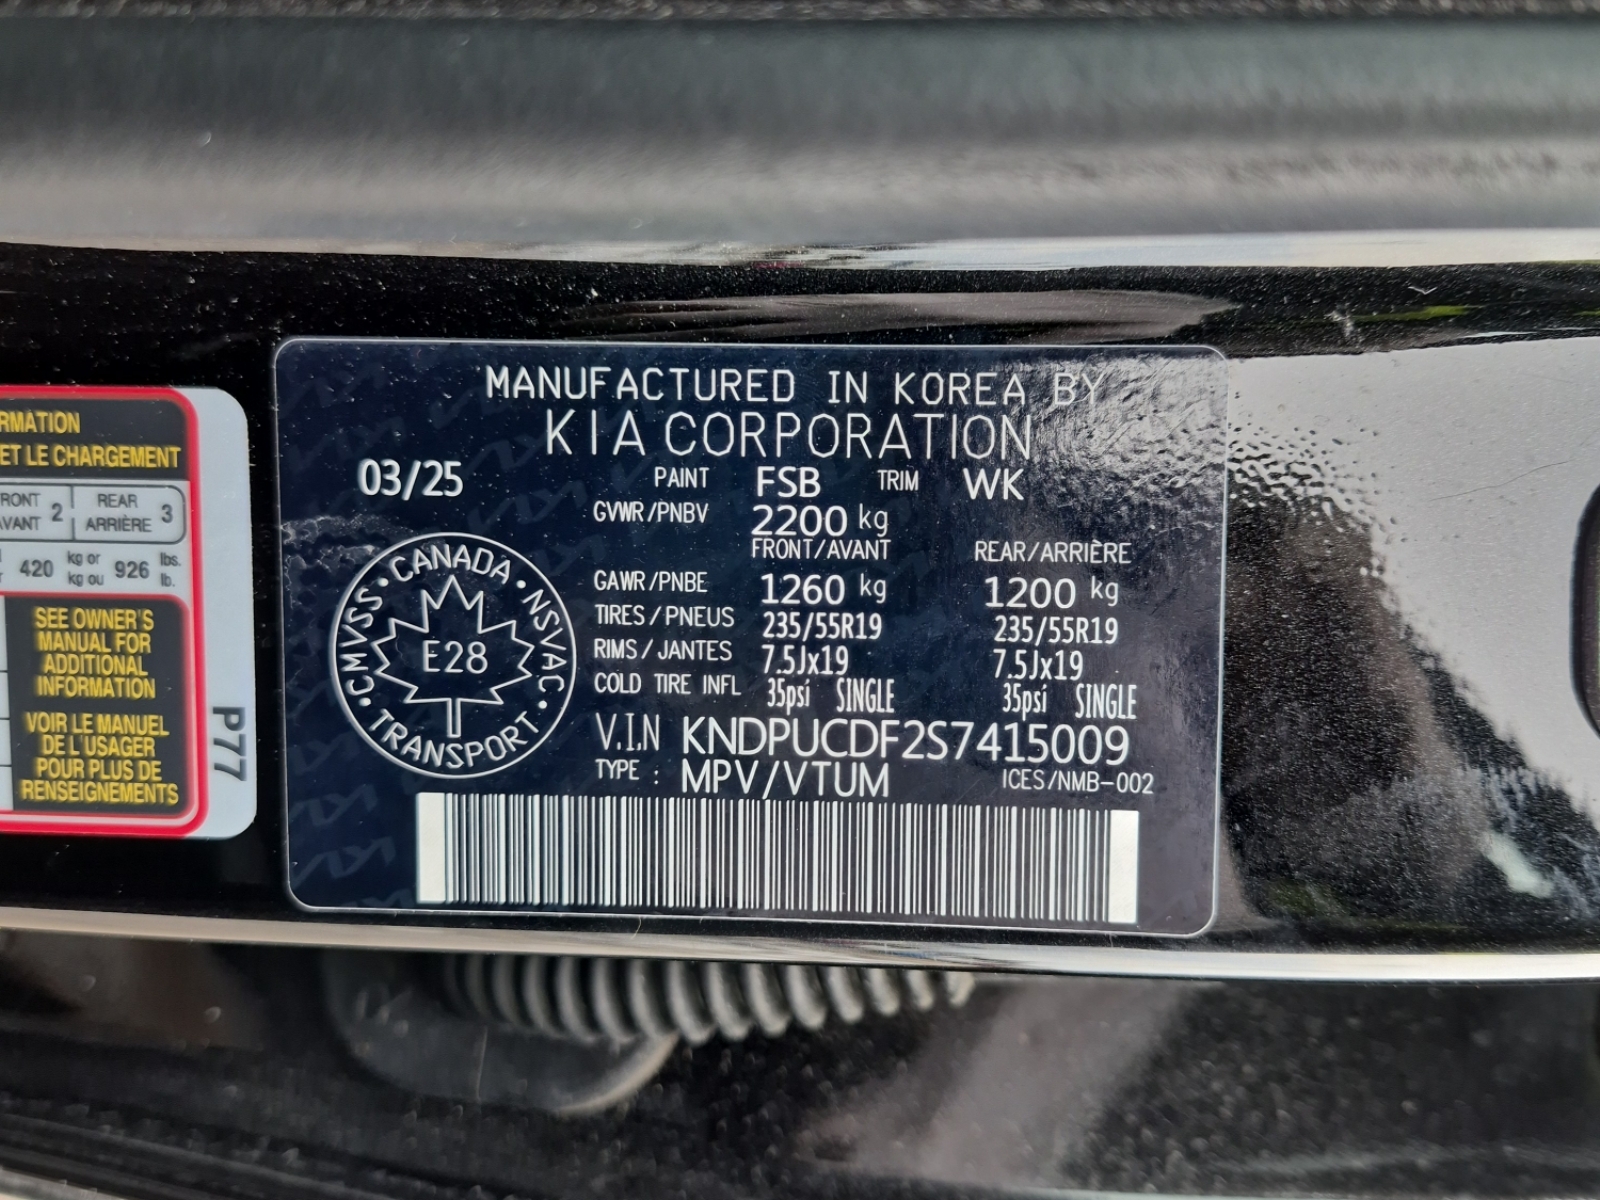 RMATION
ET LE CHARGEMENT
FRONT AVANT 2 REAR ARRIÈRE 3
420 kg or kg ou 926 lbs. lb.
SEE OWNER'S
MANUAL FOR
ADDITIONAL
INFORMATION
VOIR LE MANUEL
DE L'USAGER
POUR PLUS DE
RENSEIGNEMENTS
P77
MANUFACTURED IN KOREA BY
KIA CORPORATION
03/25 PAINT FSB TRIM WK
GVWR/PNBV 2200 kg
FRONT/AVANT REAR/ARRIÈRE
GAWR/PNBE 1260 kg 1200 kg
TIRES/PNEUS 235/55R19 235/55R19
RIMS/JANTES 7.5Jx19 7.5Jx19
COLD TIRE INFL 35psi SINGLE 35psi SINGLE
V.I.N KNDPUCDF2S7415009
TYPE : MPV/VTUM ICES/NMB-002
CANADA
CMVSS • NSVAC
E28
TRANSPORT